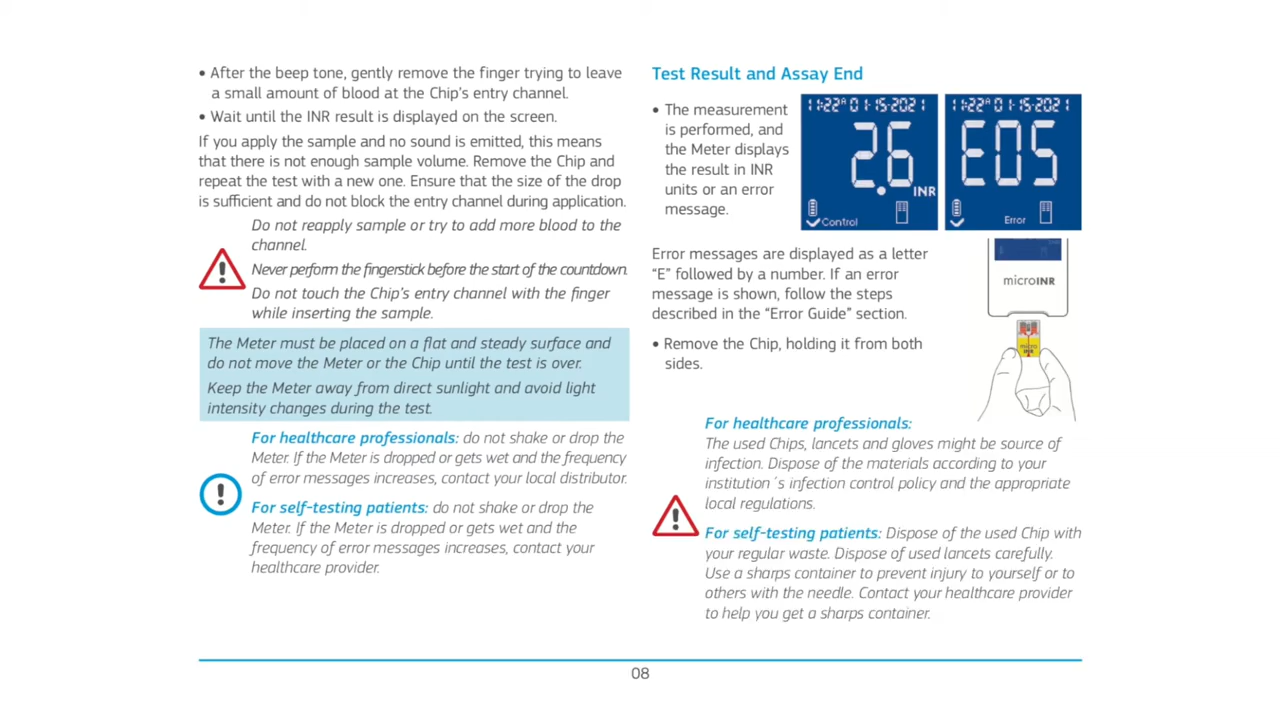 • After the beep tone, gently remove the finger trying to leave
a small amount of blood at the Chip's entry channel.
• Wait until the INR result is displayed on the screen.
If you apply the sample and no sound is emitted, this means
that there is not enough sample volume. Remove the Chip and
repeat the test with a new one. Ensure that the size of the drop
is sufficient and do not block the entry channel during application.
Do not reapply sample or try to add more blood to the
channel.
Never perform the fingerstick before the start of the countdown.
Do not touch the Chip's entry channel with the finger
while inserting the sample.
The Meter must be placed on a flat and steady surface and
do not move the Meter or the Chip until the test is over.
Keep the Meter away from direct sunlight and avoid light
intensity changes during the test.
For healthcare professionals: do not shake or drop the
Meter. If the Meter is dropped or gets wet and the frequency
of error messages increases, contact your local distributor.
For self-testing patients: do not shake or drop the
Meter. If the Meter is dropped or gets wet and the
frequency of error messages increases, contact your
healthcare provider.
Test Result and Assay End
• The measurement
is performed, and
the Meter displays
the result in INR
units or an error
message.
11:22ᴬ 01-15-2021
2.6
INR
Control
11:22ᴬ 01-15-2021
E05
Error
Error messages are displayed as a letter
“E” followed by a number. If an error
message is shown, follow the steps
described in the “Error Guide” section.
• Remove the Chip, holding it from both
sides.
microINR
micro
INR
For healthcare professionals:
The used Chips, lancets and gloves might be source of
infection. Dispose of the materials according to your
institution´s infection control policy and the appropriate
local regulations.
For self-testing patients: Dispose of the used Chip with
your regular waste. Dispose of used lancets carefully.
Use a sharps container to prevent injury to yourself or to
others with the needle. Contact your healthcare provider
to help you get a sharps container.
08